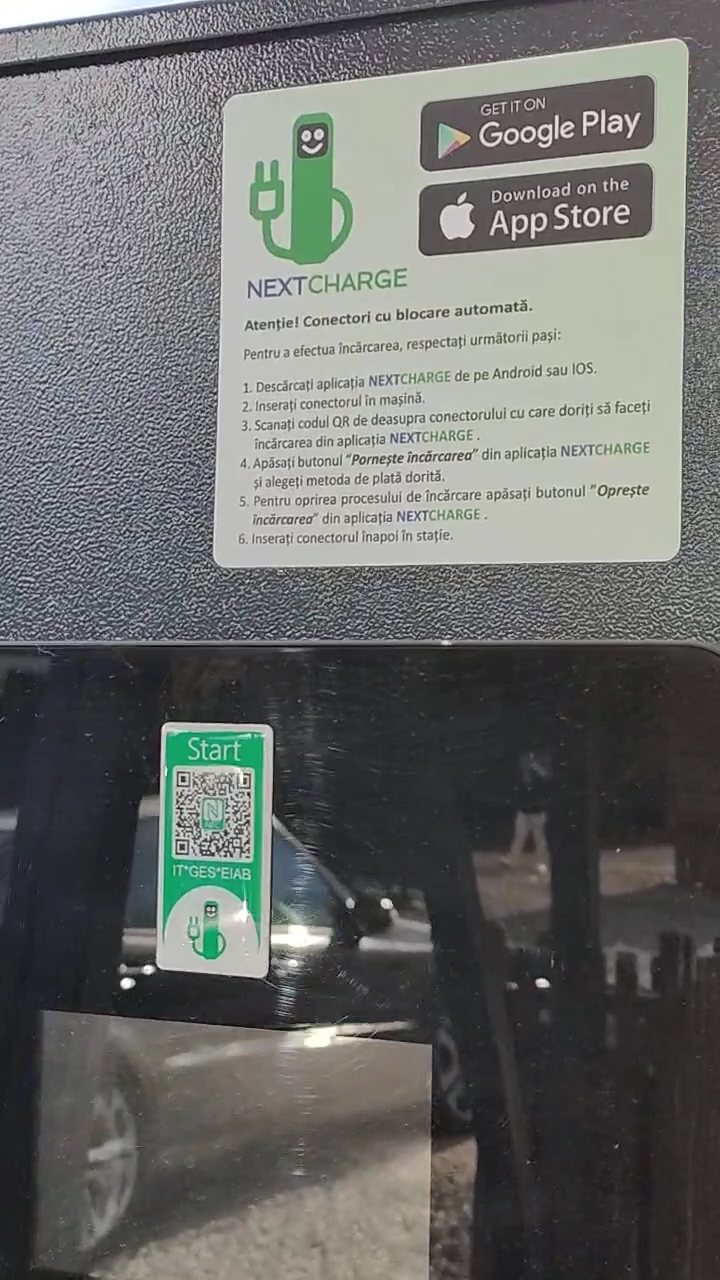 GET IT ON
Google Play
Download on the
App Store
NEXTCHARGE
Atenție! Conectori cu blocare automată.
Pentru a efectua încărcarea, respectați următorii pași:
1. Descărcați aplicația NEXTCHARGE de pe Android sau IOS.
2. Inserați conectorul în mașină.
3. Scanați codul QR de deasupra conectorului cu care doriți să faceți
încărcarea din aplicația NEXTCHARGE .
4. Apăsați butonul "Pornește încărcarea" din aplicația NEXTCHARGE
și alegeți metoda de plată dorită.
5. Pentru oprirea procesului de încărcare apăsați butonul "Oprește
încărcarea" din aplicația NEXTCHARGE .
6. Inserați conectorul înapoi în stație.
Start
IT*GES*EIAB